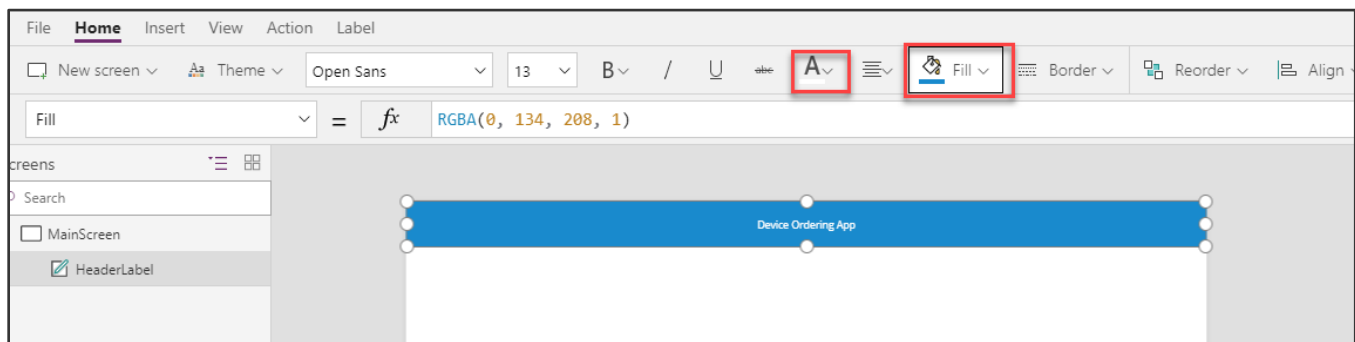 File Home Insert View Action Label
New screen Aa Theme Open Sans 13 B / U abc A Fill Border Reorder Align
Fill = fx RGBA(0, 134, 208, 1)
creens
Search
Device Ordering App
MainScreen
HeaderLabel